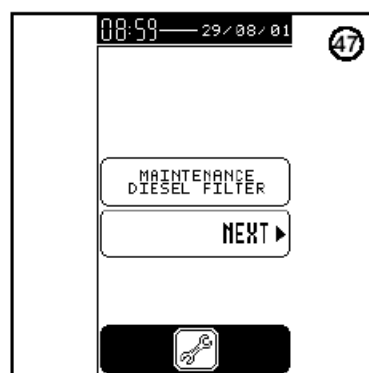 08:59 29/08/01
47
MAINTENANCE
DIESEL FILTER
NEXT